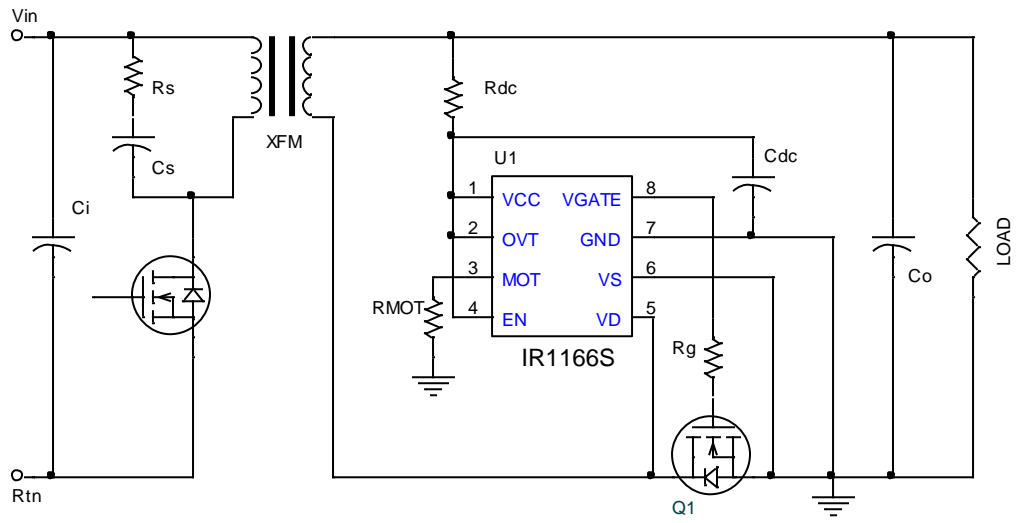 Vin
Rs
Cs
Ci
Rtn
XFM
Rdc
Cdc
U1
1 VCC VGATE 8
2 OVT GND 7
3 MOT VS 6
4 EN VD 5
IR1166S
RMOT
Rg
Q1
Co
LOAD